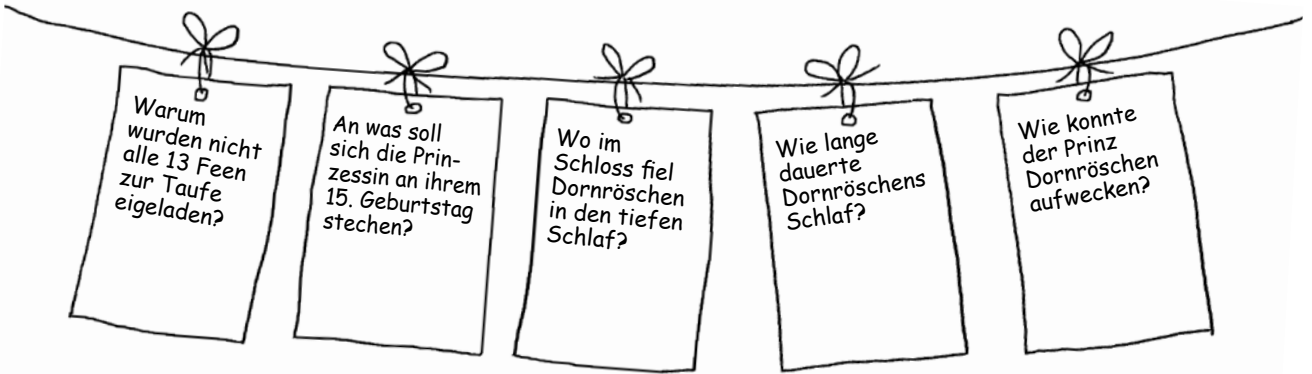 Warum
wurden nicht
alle 13 Feen
zur Taufe
eigeladen?
An was soll
sich die Prin-
zessin an ihrem
15. Geburtstag
stechen?
Wo im
Schloss fiel
Dornröschen
in den tiefen
Schlaf?
Wie lange
dauerte
Dornröschens
Schlaf?
Wie konnte
der Prinz
Dornröschen
aufwecken?